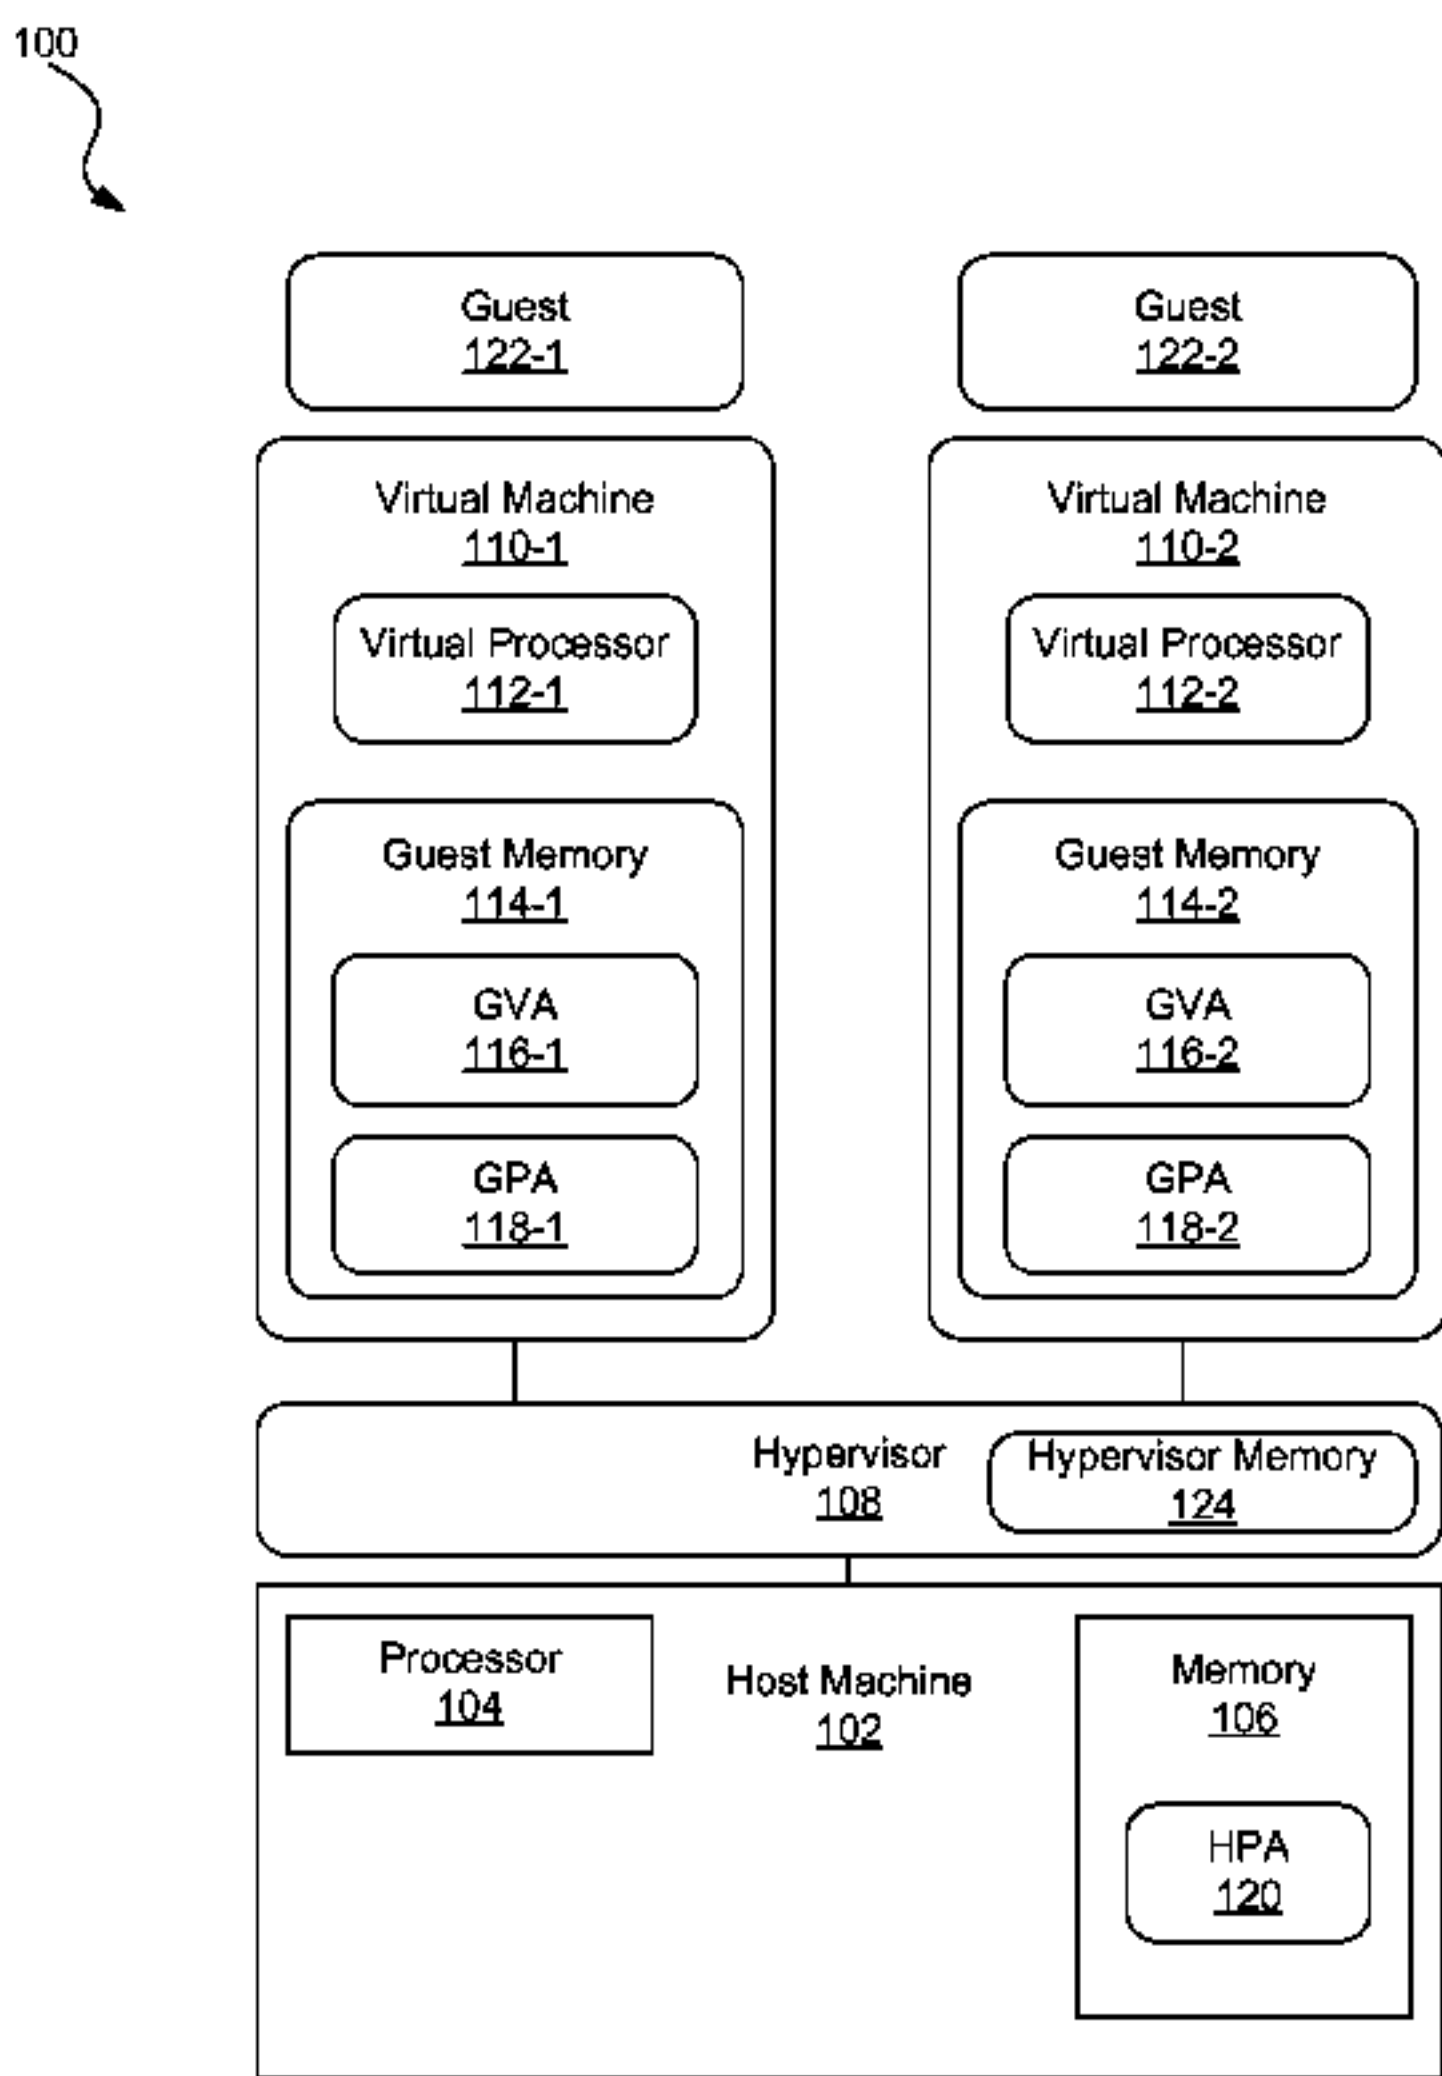 100
Guest
122-1
Guest
122-2
Virtual Machine
110-1
Virtual Processor
112-1
Guest Memory
114-1
GVA
116-1
GPA
118-1
Virtual Machine
110-2
Virtual Processor
112-2
Guest Memory
114-2
GVA
116-2
GPA
118-2
Hypervisor
108
Hypervisor Memory
124
Processor
104
Host Machine
102
Memory
106
HPA
120